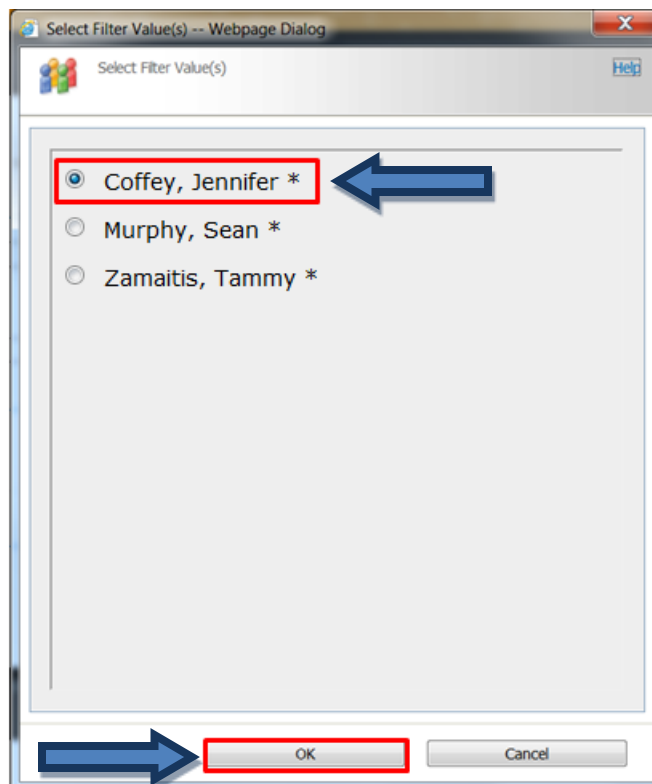 Select Filter Value(s) -- Webpage Dialog
X
Select Filter Value(s)
Help
Coffey, Jennifer *
Murphy, Sean *
Zamaitis, Tammy *
OK
Cancel